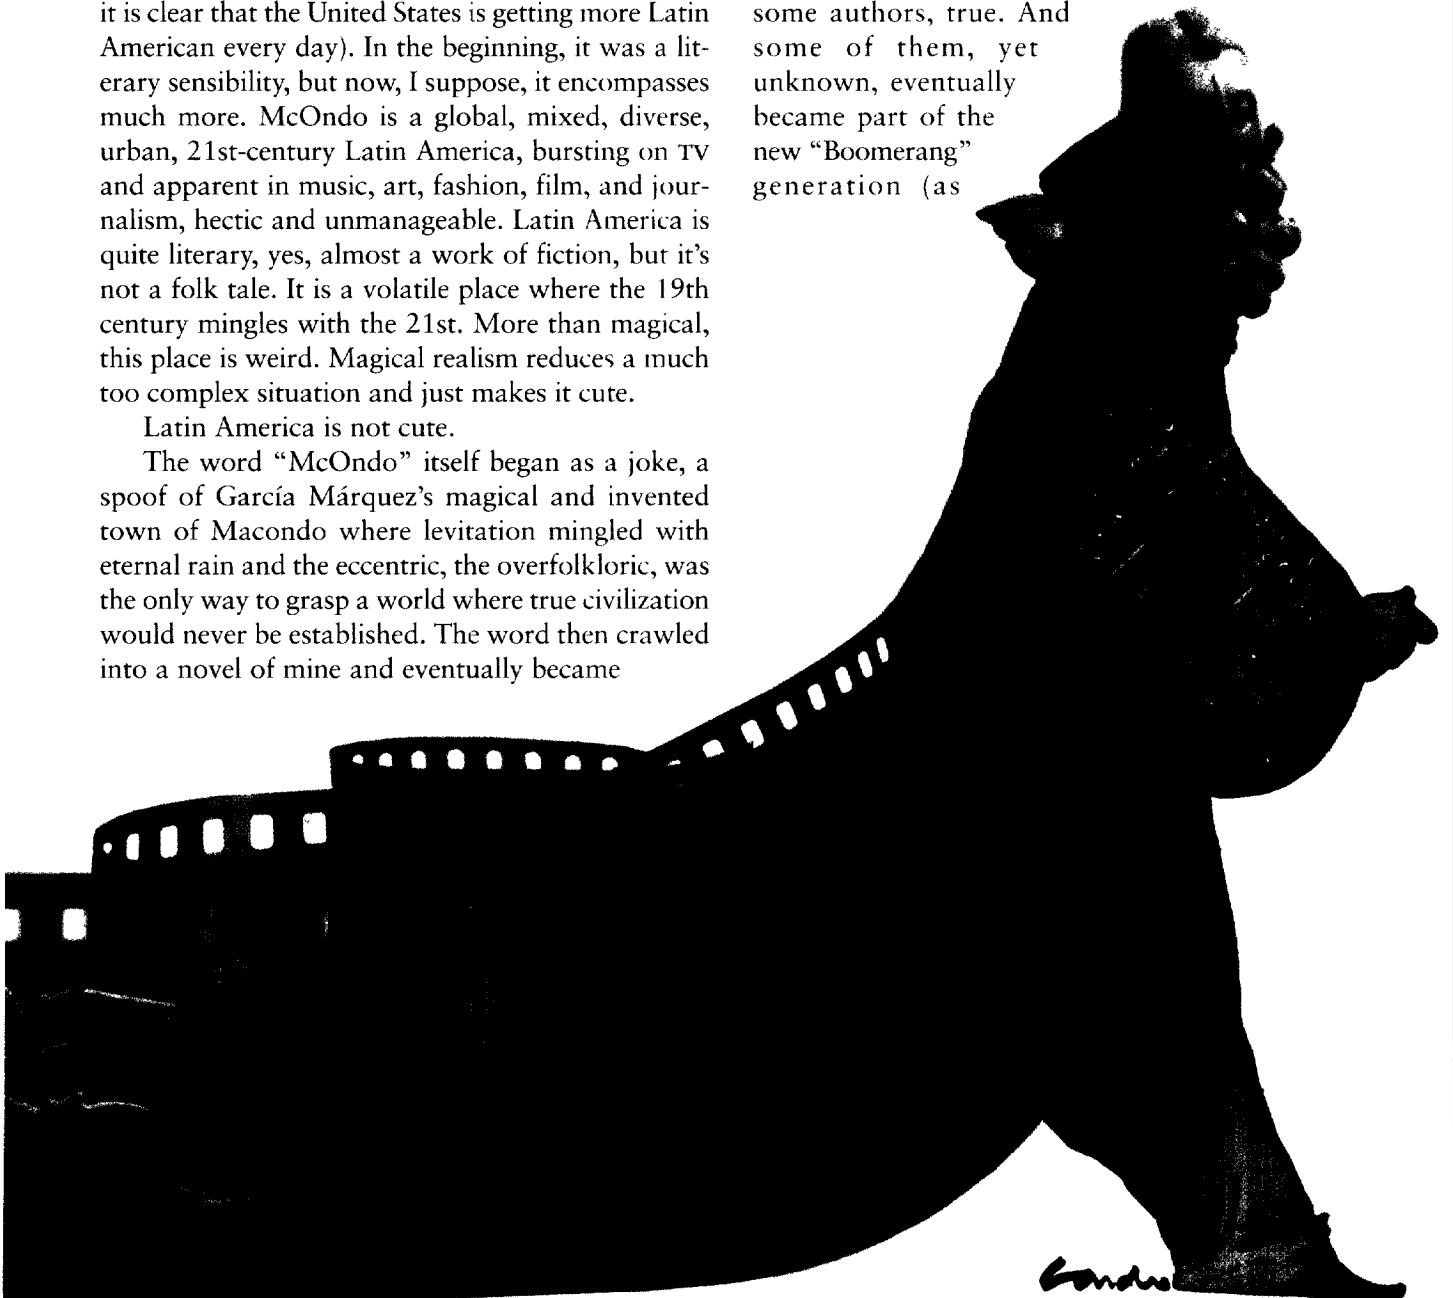 it is clear that the United States is getting more Latin
American every day). In the beginning, it was a lit-
erary sensibility, but now, I suppose, it encompasses
much more. McOndo is a global, mixed, diverse,
urban, 21st-century Latin America, bursting on TV
and apparent in music, art, fashion, film, and jour-
nalism, hectic and unmanageable. Latin America is
quite literary, yes, almost a work of fiction, but it's
not a folk tale. It is a volatile place where the 19th
century mingles with the 21st. More than magical,
this place is weird. Magical realism reduces a much
too complex situation and just makes it cute.
Latin America is not cute.
The word “McOndo” itself began as a joke, a
spoof of García Márquez's magical and invented
town of Macondo where levitation mingled with
eternal rain and the eccentric, the overfolkloric, was
the only way to grasp a world where true civilization
would never be established. The word then crawled
into a novel of mine and eventually became
some authors, true. And
some of them, yet
unknown, eventually
became part of the
new “Boomerang”
generation (as